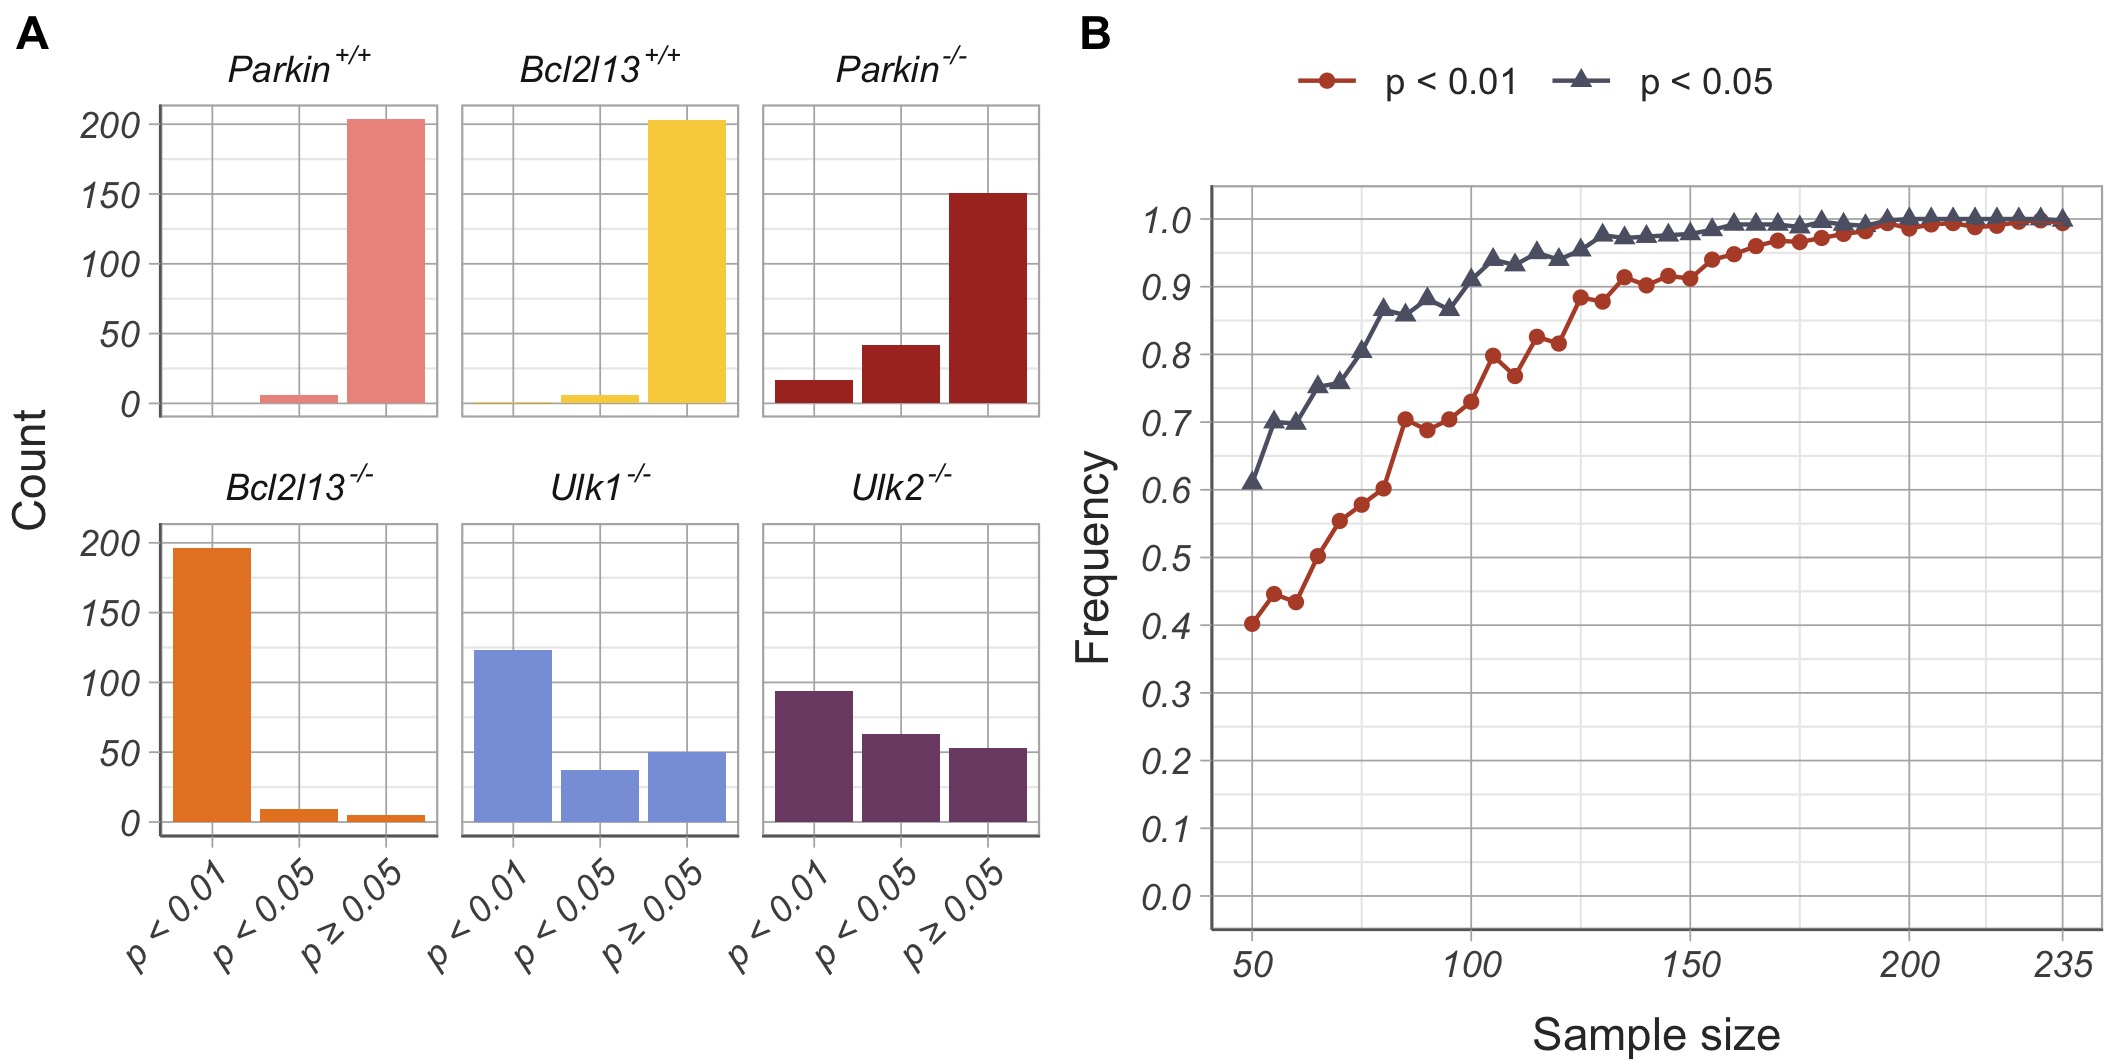 A
Parkin+/+ Bcl2l13+/+ Parkin-/-
200
150
100
50
0
Count
Bcl2l13-/- Ulk1-/- Ulk2-/-
200
150
100
50
0
p < 0.01 p < 0.05 p ≥ 0.05 p < 0.01 p < 0.05 p ≥ 0.05 p < 0.01 p < 0.05 p ≥ 0.05
B
p < 0.01 p < 0.05
1.0
0.9
0.8
0.7
0.6
0.5
0.4
0.3
0.2
0.1
0.0
Frequency
50 100 150 200 235
Sample size